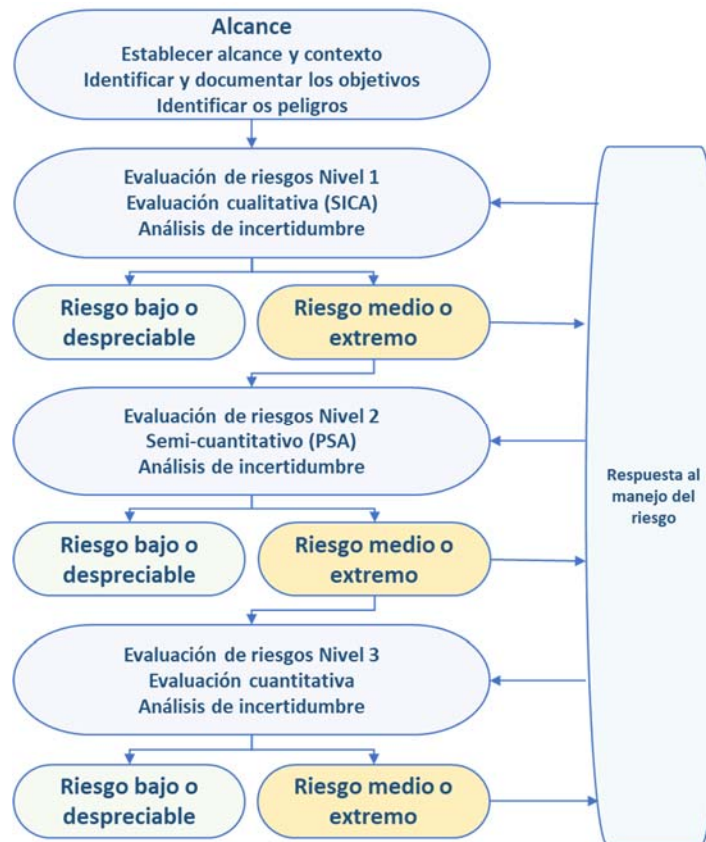 Alcance
Establecer alcance y contexto
Identificar y documentar los objetivos
Identificar os peligros
Evaluación de riesgos Nivel 1
Evaluación cualitativa (SICA)
Análisis de incertidumbre
Riesgo bajo o
despreciable
Riesgo medio o
extremo
Evaluación de riesgos Nivel 2
Semi-cuantitativo (PSA)
Análisis de incertidumbre
Riesgo bajo o
despreciable
Riesgo medio o
extremo
Evaluación de riesgos Nivel 3
Evaluación cuantitativa
Análisis de incertidumbre
Riesgo bajo o
despreciable
Riesgo medio o
extremo
Respuesta al
manejo del
riesgo